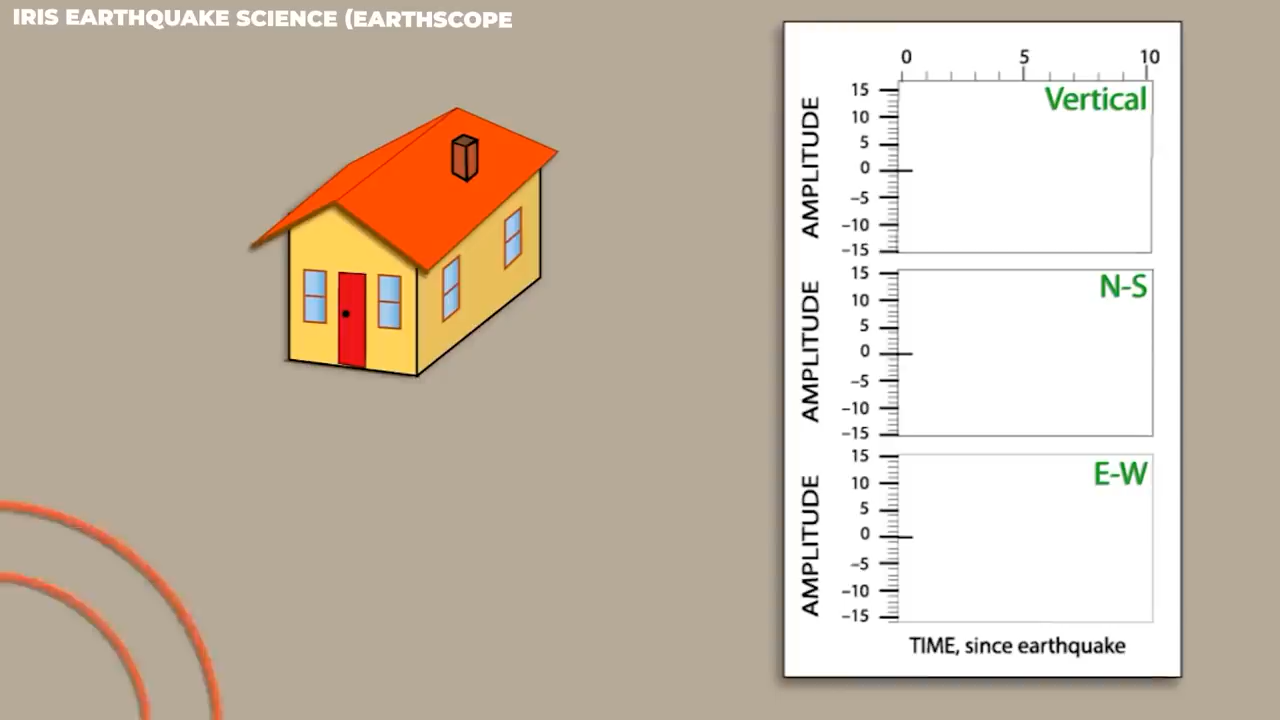 IRIS EARTHQUAKE SCIENCE (EARTHSCOPE
0 5 10
Vertical
AMPLITUDE
15
10
5
0
–5
–10
–15
N-S
AMPLITUDE
15
10
5
0
–5
–10
–15
E-W
AMPLITUDE
15
10
5
0
–5
–10
–15
TIME, since earthquake